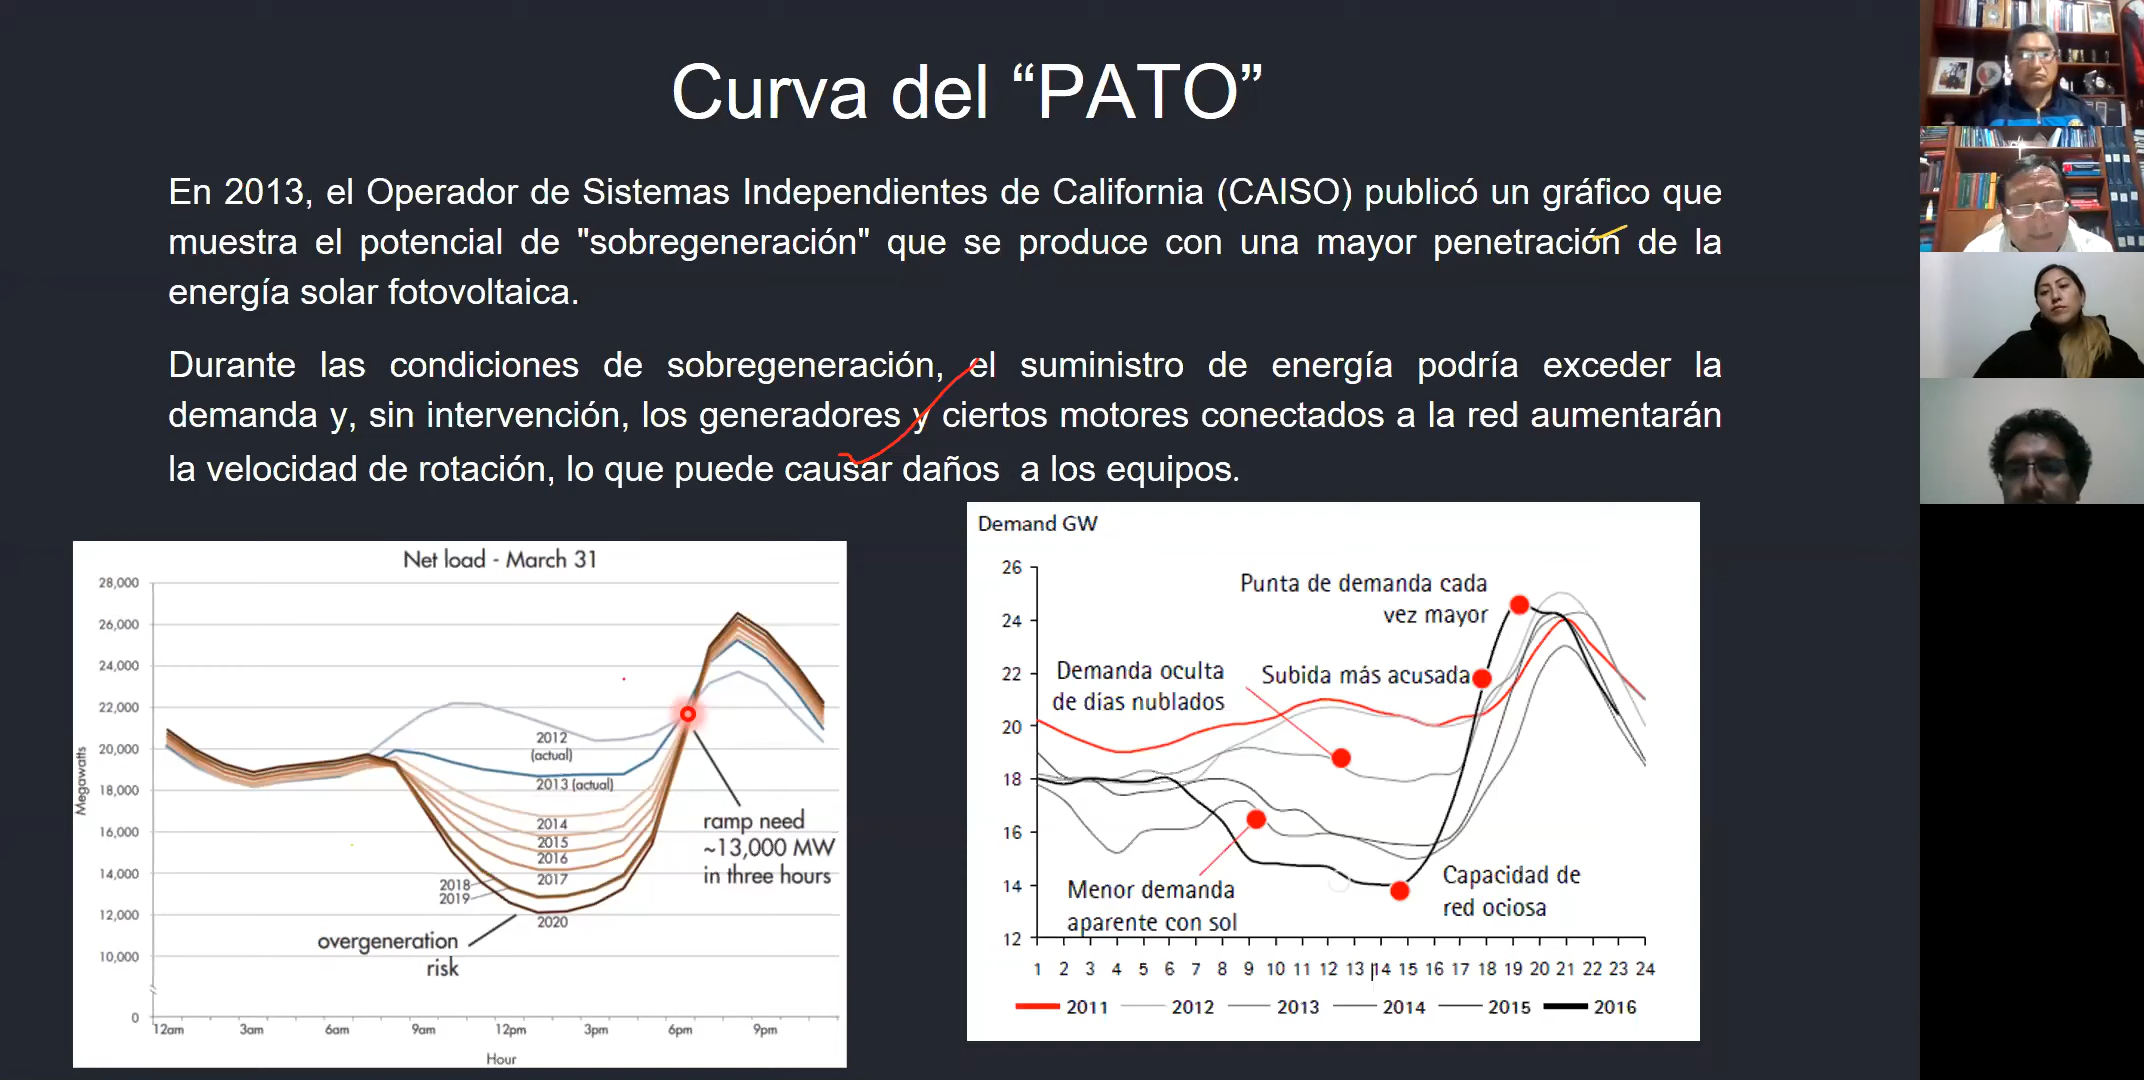 Curva del “PATO”
En 2013, el Operador de Sistemas Independientes de California (CAISO) publicó un gráfico que
muestra el potencial de "sobregeneración" que se produce con una mayor penetración de la
energía solar fotovoltaica.
Durante las condiciones de sobregeneración, el suministro de energía podría exceder la
demanda y, sin intervención, los generadores y ciertos motores conectados a la red aumentarán
la velocidad de rotación, lo que puede causar daños a los equipos.
Net load - March 31
28,000
26,000
24,000
22,000
20,000
18,000
16,000
14,000
12,000
10,000
0
Megawatts
2012
(actual)
2013 (actual)
2014
2015
2016
2017
2018
2019
2020
ramp need
~13,000 MW
in three hours
overgeneration
risk
12am 3am 6am 9am 12pm 3pm 6pm 9pm
Hour
Demand GW
26
24
22
20
18
16
14
12
Punta de demanda cada
vez mayor
Demanda oculta
de días nublados
Subida más acusada
Menor demanda
aparente con sol
Capacidad de
red ociosa
1 2 3 4 5 6 7 8 9 10 11 12 13 14 15 16 17 18 19 20 21 22 23 24
2011 2012 2013 2014 2015 2016